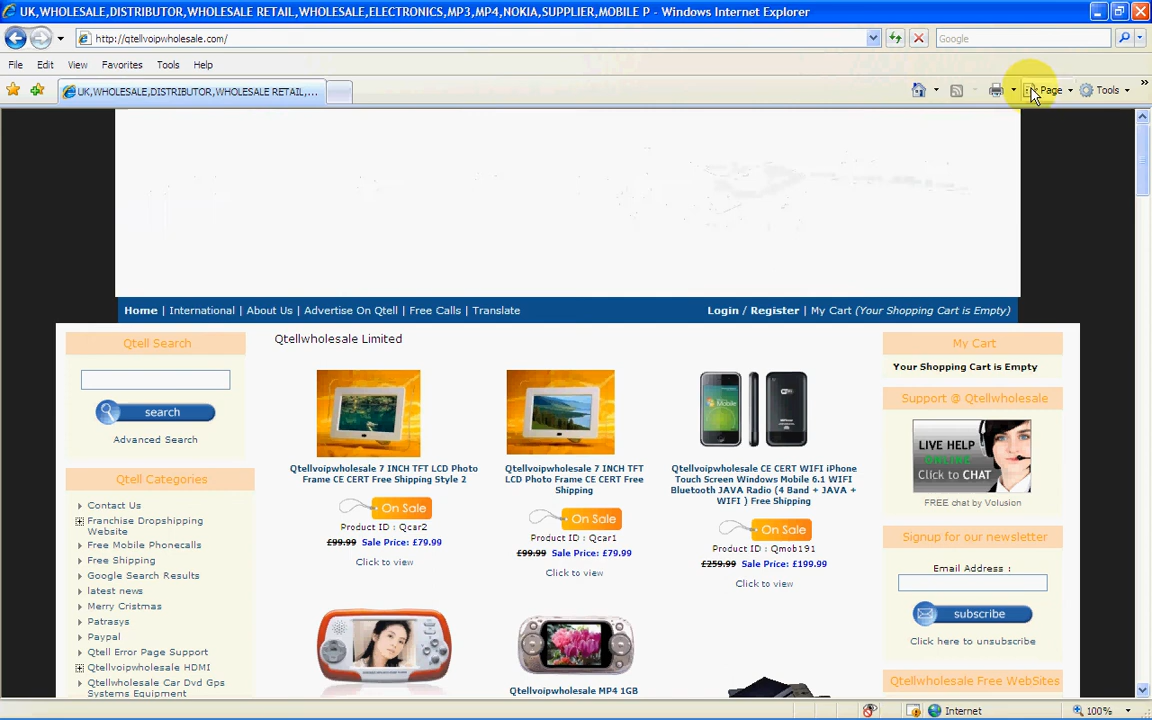 UK,WHOLESALE,DISTRIBUTOR,WHOLESALE RETAIL,WHOLESALE,ELECTRONICS,MP3,MP4,NOKIA,SUPPLIER,MOBILE P - Windows Internet Explorer
http://qtellvoipwholesale.com/
Google
File Edit View Favorites Tools Help
UK,WHOLESALE,DISTRIBUTOR,WHOLESALE RETAIL,...
Page Tools
Home | International | About Us | Advertise On Qtell | Free Calls | Translate
Login / Register | My Cart (Your Shopping Cart is Empty)
Qtell Search
search
Advanced Search
Qtell Categories
Contact Us
Franchise Dropshipping
Website
Free Mobile Phonecalls
Free Shipping
Google Search Results
latest news
Merry Cristmas
Patrasys
Paypal
Qtell Error Page Support
Qtellvoipwholesale HDMI
Qtellwholesale Car Dvd Gps
Systems Equipment
Qtellwholesale Limited
Qtellvoipwholesale 7 INCH TFT LCD Photo
Frame CE CERT Free Shipping Style 2
On Sale
Product ID : Qcar2
£99.99 Sale Price: £79.99
Click to view
Qtellvoipwholesale 7 INCH TFT
LCD Photo Frame CE CERT Free
Shipping
On Sale
Product ID : Qcar1
£99.99 Sale Price: £79.99
Click to view
Qtellvoipwholesale CE CERT WIFI iPhone
Touch Screen Windows Mobile 6.1 WIFI
Bluetooth JAVA Radio (4 Band + JAVA +
WIFI ) Free Shipping
On Sale
Product ID : Qmob191
£259.99 Sale Price: £199.99
Click to view
Qtellvoipwholesale MP4 1GB
My Cart
Your Shopping Cart is Empty
Support @ Qtellwholesale
LIVE HELP
ONLINE
Click to CHAT
FREE chat by Volusion
Signup for our newsletter
Email Address :
subscribe
Click here to unsubscribe
Qtellwholesale Free WebSites
Internet
100%